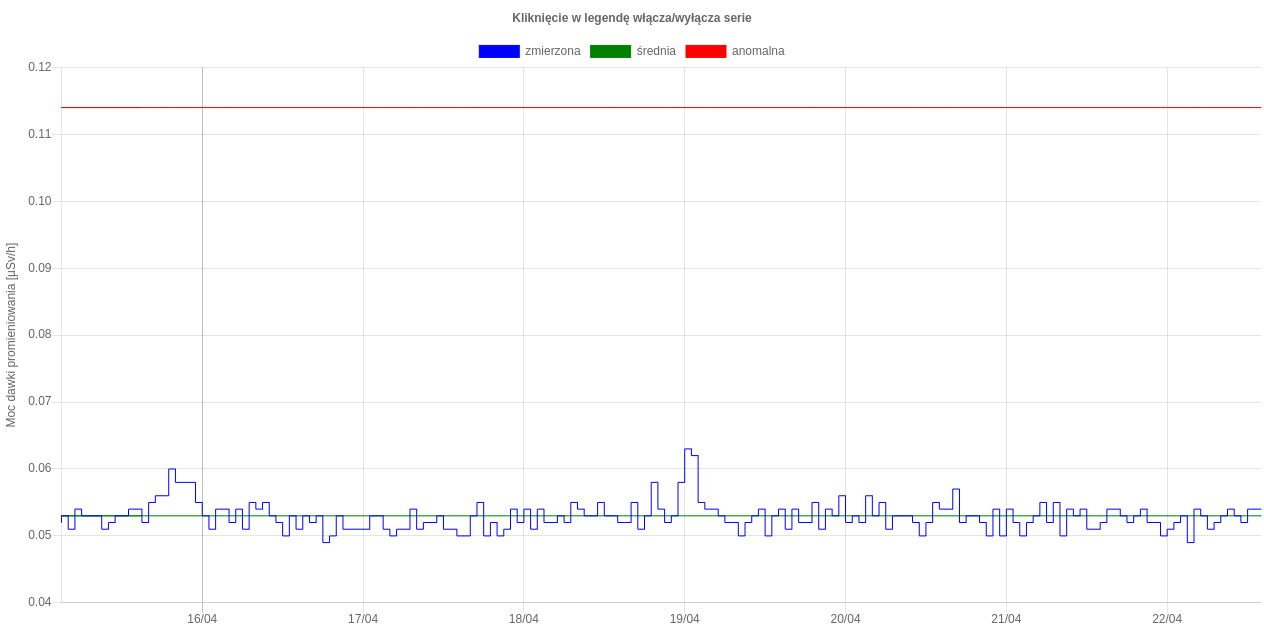 Kliknięcie w legendę włącza/wyłącza serie
zmierzona średnia anomalna
Moc dawki promieniowania [µSv/h]
0.12
0.11
0.10
0.09
0.08
0.07
0.06
0.05
0.04
16/04 17/04 18/04 19/04 20/04 21/04 22/04